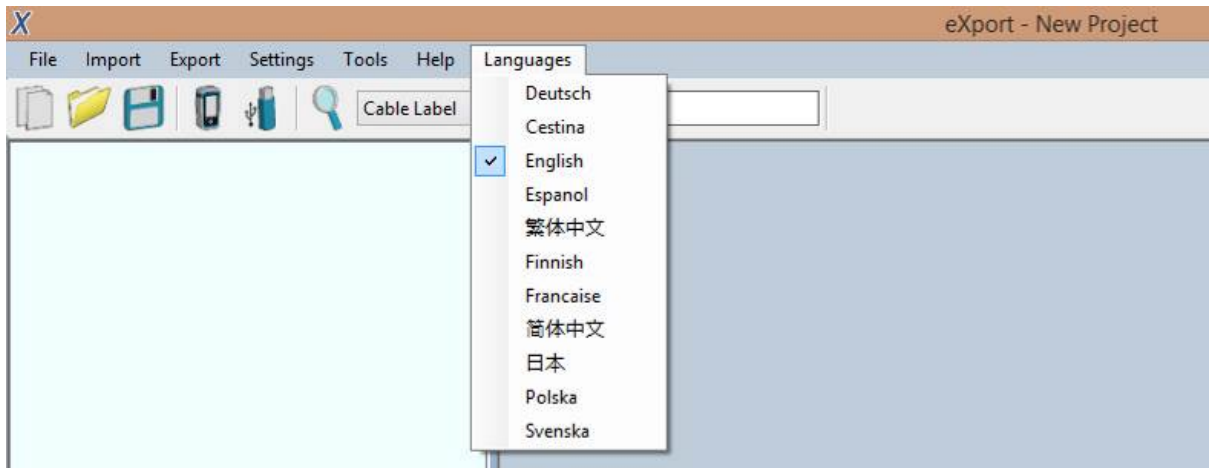 X eXport - New Project
File Import Export Settings Tools Help Languages
Cable Label
Deutsch
Cestina
English
Espanol
繁体中文
Finnish
Francaise
简体中文
日本
Polska
Svenska